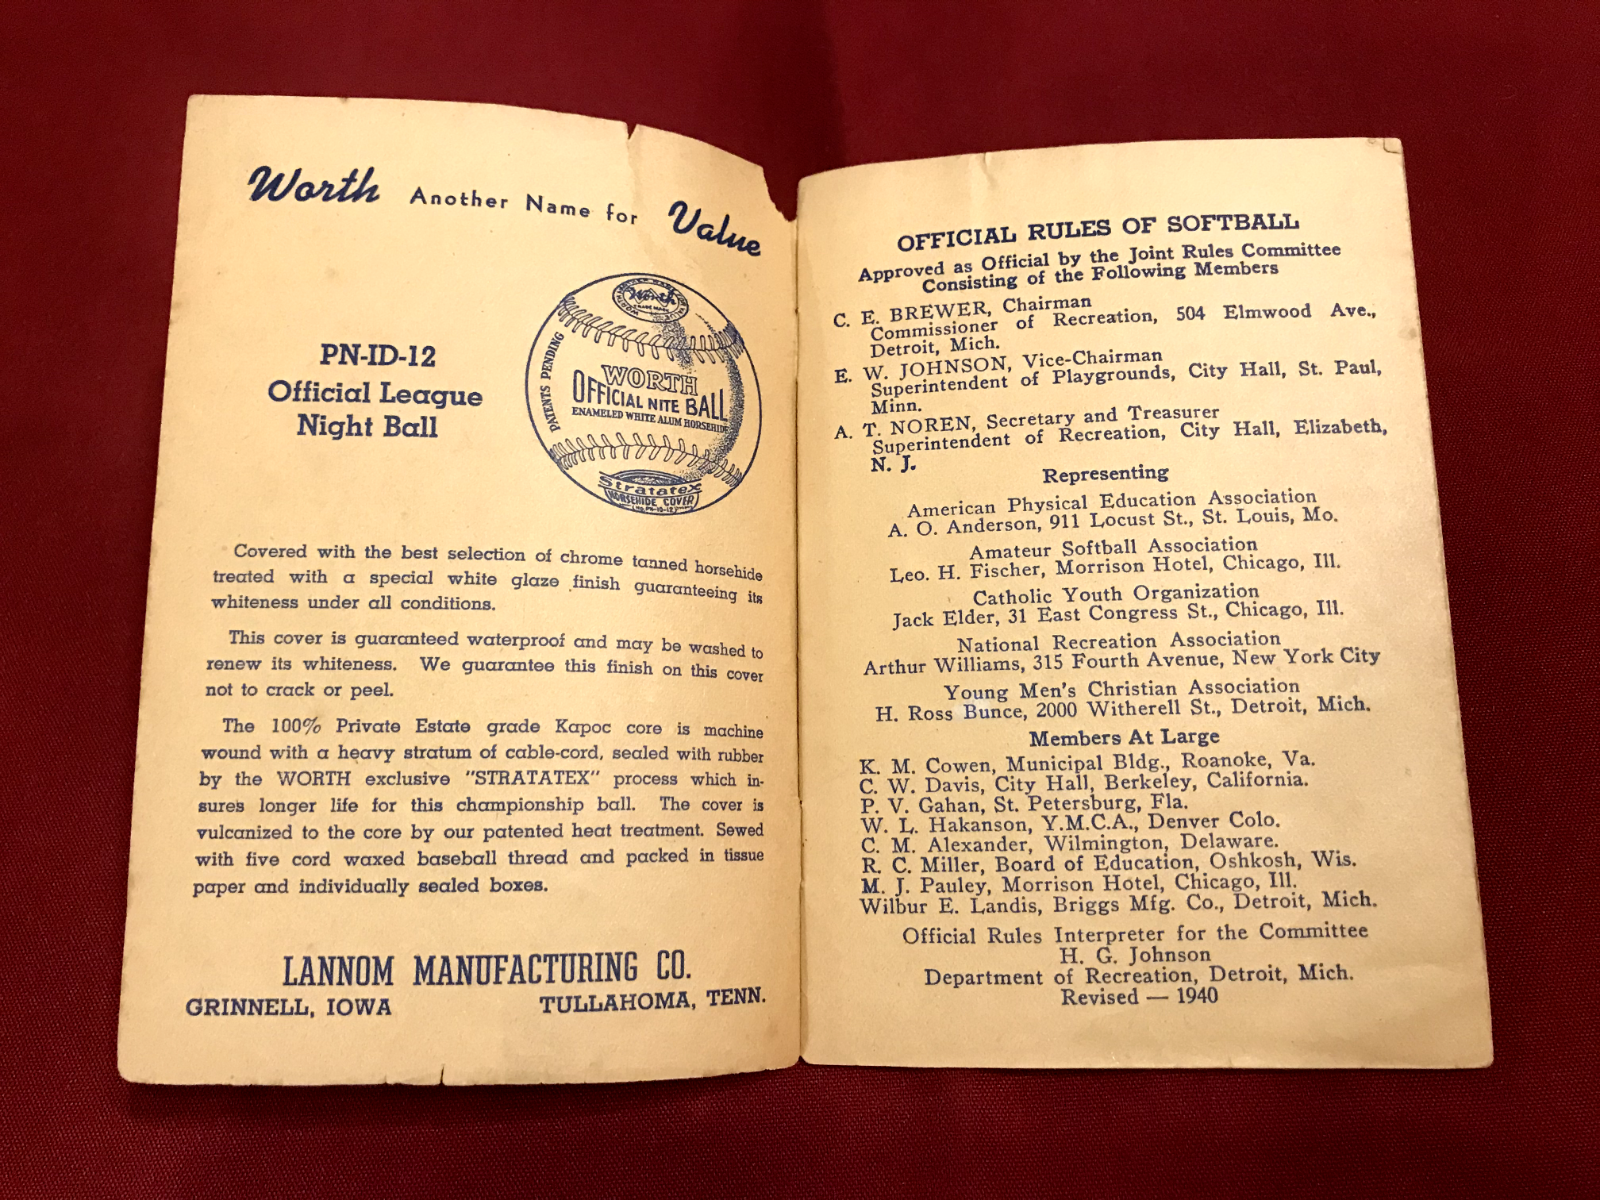 Worth Another Name for Value
PN-ID-12
Official League
Night Ball
Worth
TRADE MARK
PATENTS PENDING
WORTH
OFFICIAL NITE BALL
ENAMELED WHITE ALUM HORSEHIDE
Stratatex
HORSEHIDE COVER
Covered with the best selection of chrome tanned horsehide
treated with a special white glaze finish guaranteeing its
whiteness under all conditions.
This cover is guaranteed waterproof and may be washed to
renew its whiteness. We guarantee this finish on this cover
not to crack or peel.
The 100% Private Estate grade Kapoc core is machine
wound with a heavy stratum of cable-cord, sealed with rubber
by the WORTH exclusive "STRATATEX" process which in-
sures longer life for this championship ball. The cover is
vulcanized to the core by our patented heat treatment. Sewed
with five cord waxed baseball thread and packed in tissue
paper and individually sealed boxes.
LANNOM MANUFACTURING CO.
GRINNELL, IOWA TULLAHOMA, TENN.
OFFICIAL RULES OF SOFTBALL
Approved as Official by the Joint Rules Committee
Consisting of the Following Members
C. E. BREWER, Chairman
Commissioner of Recreation, 504 Elmwood Ave.,
Detroit, Mich.
E. W. JOHNSON, Vice-Chairman
Superintendent of Playgrounds, City Hall, St. Paul,
Minn.
A. T. NOREN, Secretary and Treasurer
Superintendent of Recreation, City Hall, Elizabeth,
N. J.
Representing
American Physical Education Association
A. O. Anderson, 911 Locust St., St. Louis, Mo.
Amateur Softball Association
Leo. H. Fischer, Morrison Hotel, Chicago, Ill.
Catholic Youth Organization
Jack Elder, 31 East Congress St., Chicago, Ill.
National Recreation Association
Arthur Williams, 315 Fourth Avenue, New York City
Young Men's Christian Association
H. Ross Bunce, 2000 Witherell St., Detroit, Mich.
Members At Large
K. M. Cowen, Municipal Bldg., Roanoke, Va.
C. W. Davis, City Hall, Berkeley, California.
P. V. Gahan, St. Petersburg, Fla.
W. L. Hakanson, Y.M.C.A., Denver Colo.
C. M. Alexander, Wilmington, Delaware.
R. C. Miller, Board of Education, Oshkosh, Wis.
M. J. Pauley, Morrison Hotel, Chicago, Ill.
Wilbur E. Landis, Briggs Mfg. Co., Detroit, Mich.
Official Rules Interpreter for the Committee
H. G. Johnson
Department of Recreation, Detroit, Mich.
Revised — 1940